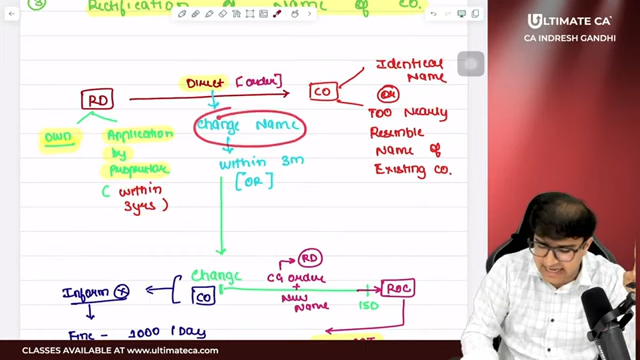 ③ Rectification of Name of Co.
ULTIMATE CA
CA INDRESH GANDHI
Direct [order]
RD
CO
Identical
Name
OR
Too Nearly
Resemble
Name of
Existing Co.
own
Application
by
Proprietor
( within
3yrs )
Change Name
within 3m
[OR]
RD
Change
CG order
+
New
Name
CO
ROC
15D
Inform
Fine - 1000 / Day
CLASSES AVAILABLE AT www.ultimateca.com